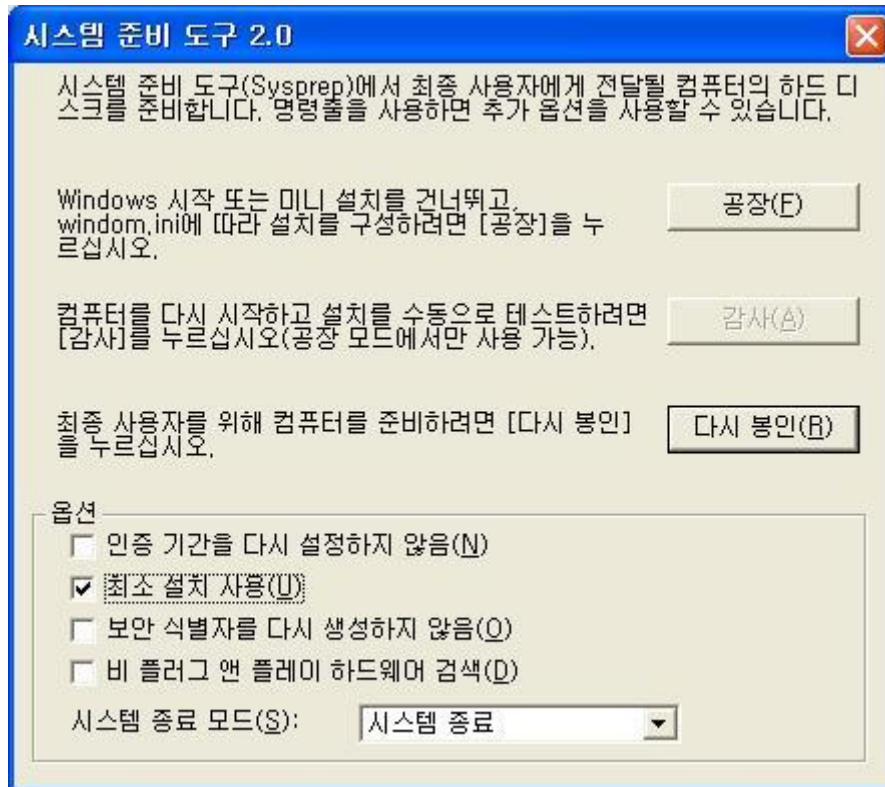 시스템 준비 도구 2.0
시스템 준비 도구(Sysprep)에서 최종 사용자에게 전달될 컴퓨터의 하드 디
스크를 준비합니다. 명령줄을 사용하면 추가 옵션을 사용할 수 있습니다.
Windows 시작 또는 미니 설치를 건너뛰고,
windom.ini에 따라 설치를 구성하려면 [공장]을 누
르십시오.
공장(F)
컴퓨터를 다시 시작하고 설치를 수동으로 테스트하려면
[감사]를 누르십시오(공장 모드에서만 사용 가능).
감사(A)
최종 사용자를 위해 컴퓨터를 준비하려면 [다시 봉인]
을 누르십시오.
다시 봉인(R)
옵션
인증 기간을 다시 설정하지 않음(N)
최소 설치 사용(U)
보안 식별자를 다시 생성하지 않음(O)
비 플러그 앤 플레이 하드웨어 검색(D)
시스템 종료 모드(S): 시스템 종료